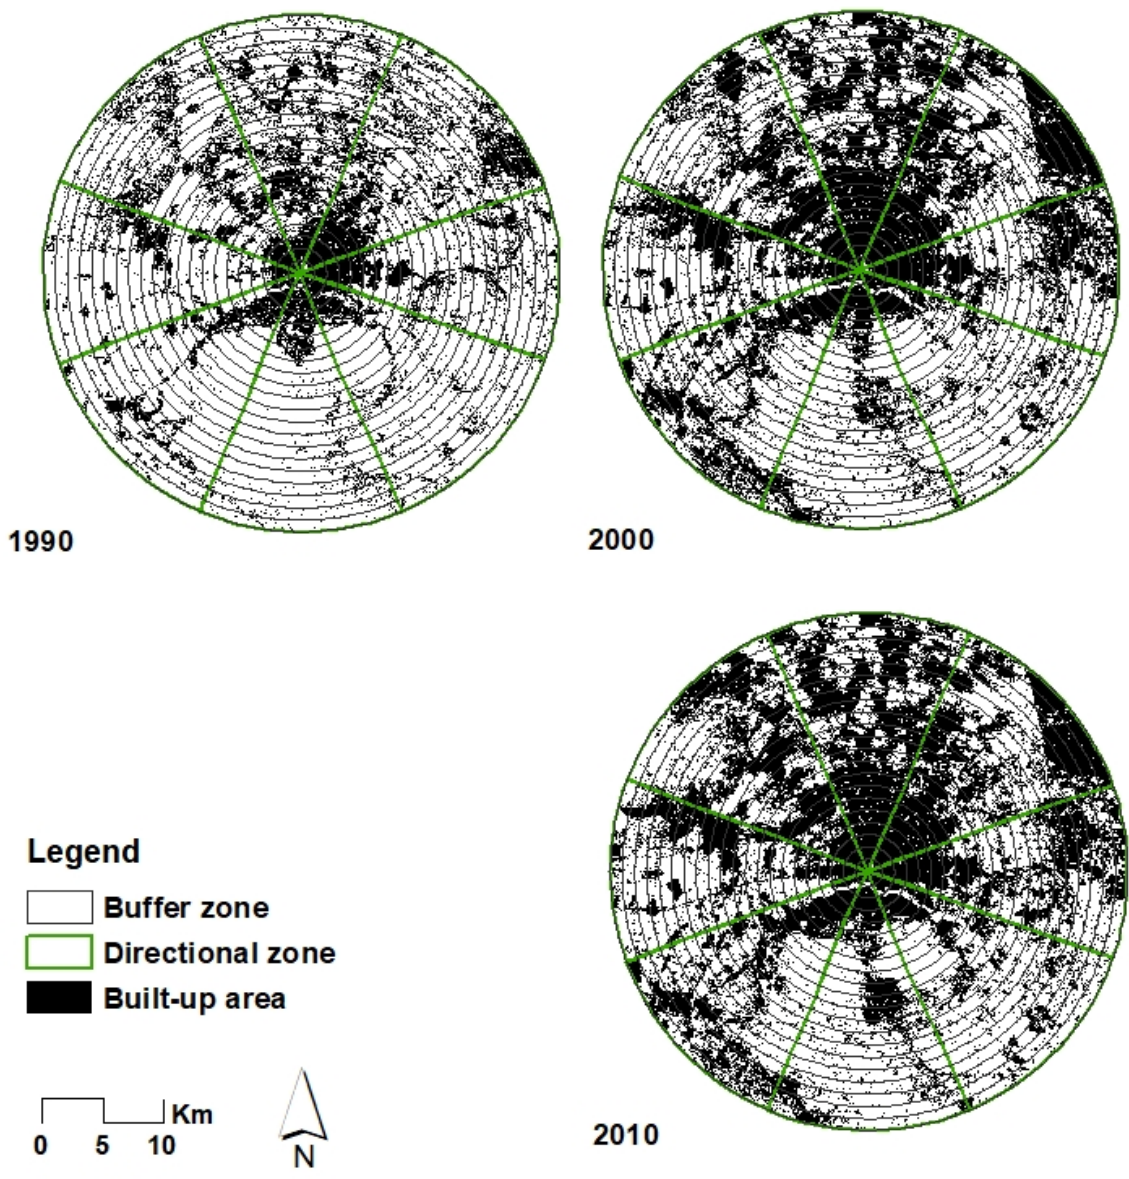 1990
2000
Legend
Buffer zone
Directional zone
Built-up area
Km
0 5 10
N
2010